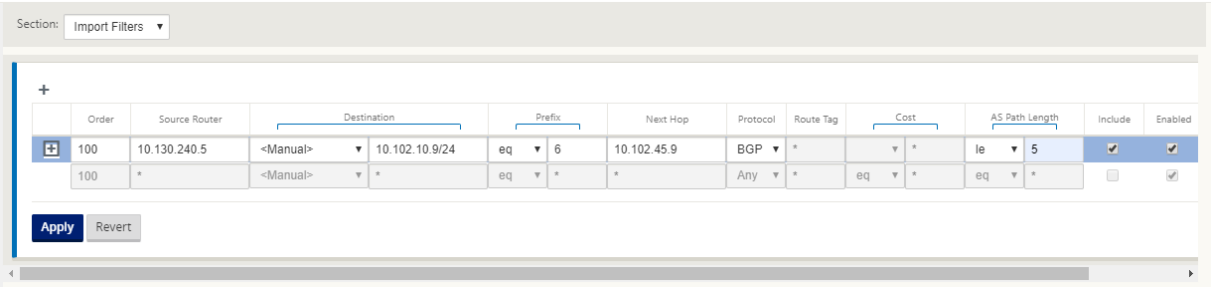 Section: Import Filters ▼
+
Order Source Router Destination Prefix Next Hop Protocol Route Tag Cost AS Path Length Include Enabled
100 10.130.240.5 <Manual> 10.102.10.9/24 eq 6 10.102.45.9 BGP * * le 5
100 * <Manual> * eq * * Any * eq * eq *
Apply Revert